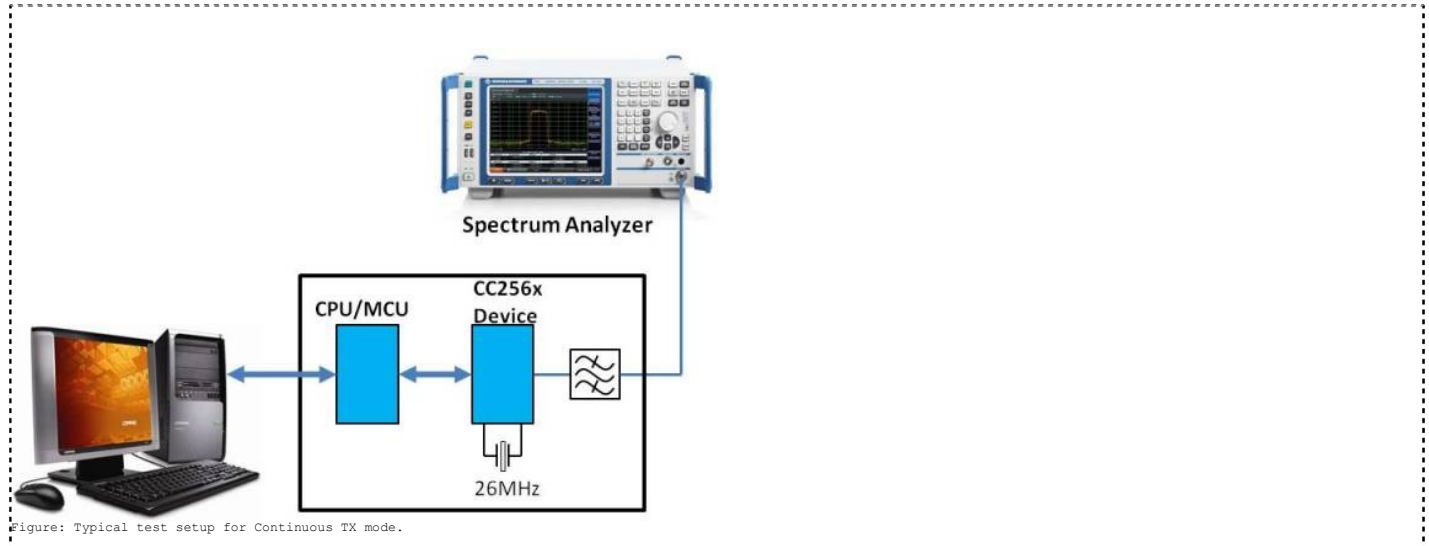 Spectrum Analyzer
CC256x
Device
CPU/MCU
26MHz
Figure: Typical test setup for Continuous TX mode.